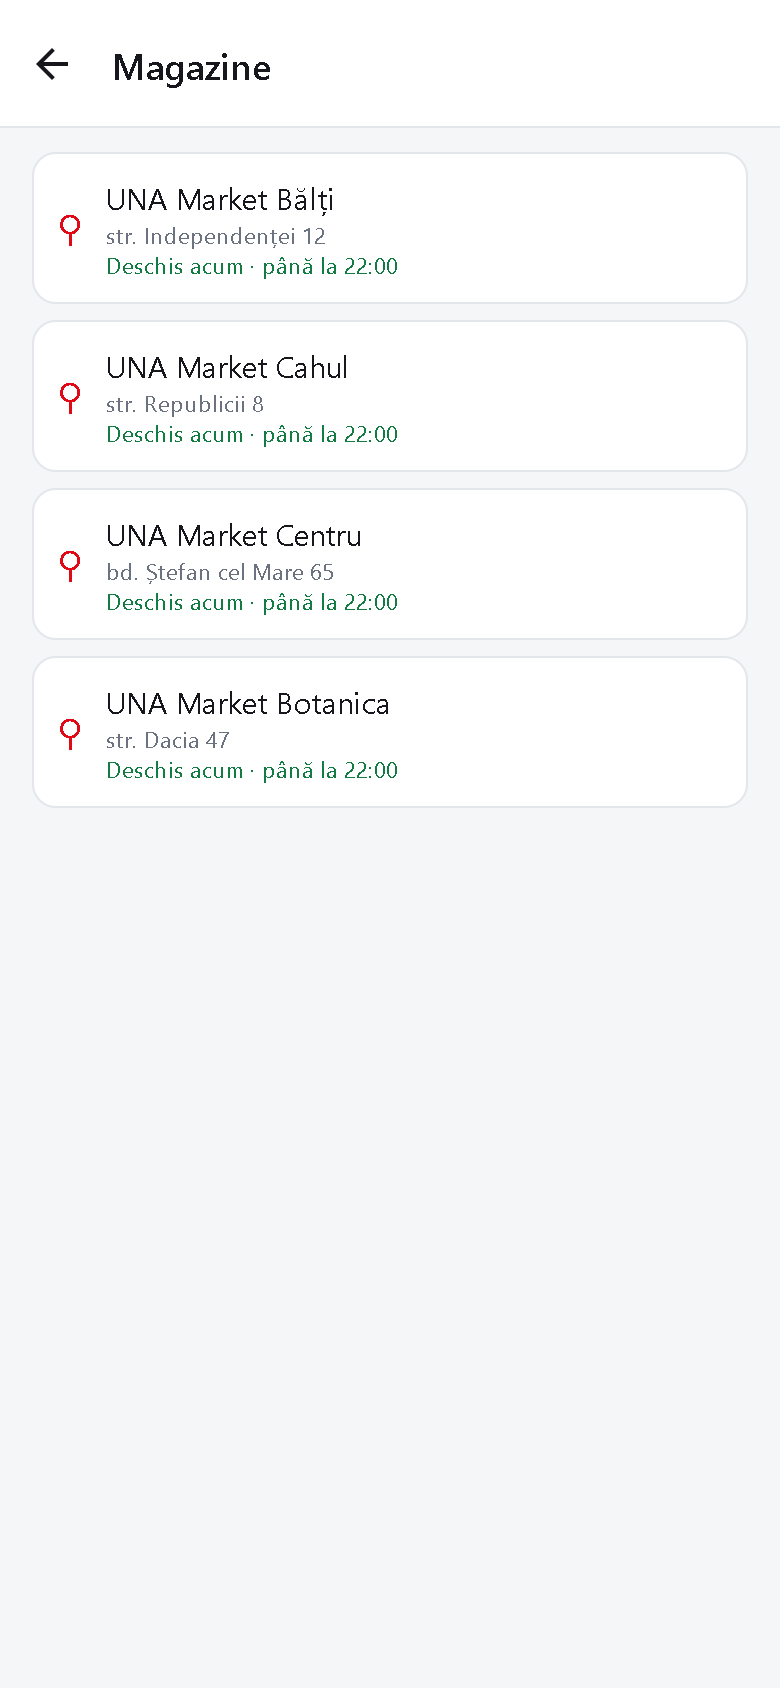 Magazine
UNA Market Bălți
str. Independenței 12
Deschis acum · până la 22:00
UNA Market Cahul
str. Republicii 8
Deschis acum · până la 22:00
UNA Market Centru
bd. Ștefan cel Mare 65
Deschis acum · până la 22:00
UNA Market Botanica
str. Dacia 47
Deschis acum · până la 22:00